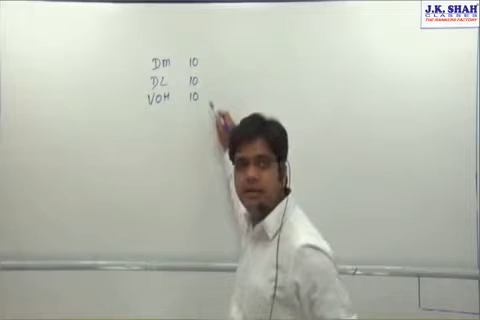 J.K. SHAH
CLASSES
THE RANKERS FACTORY
DM 10
DL 10
VOH 10